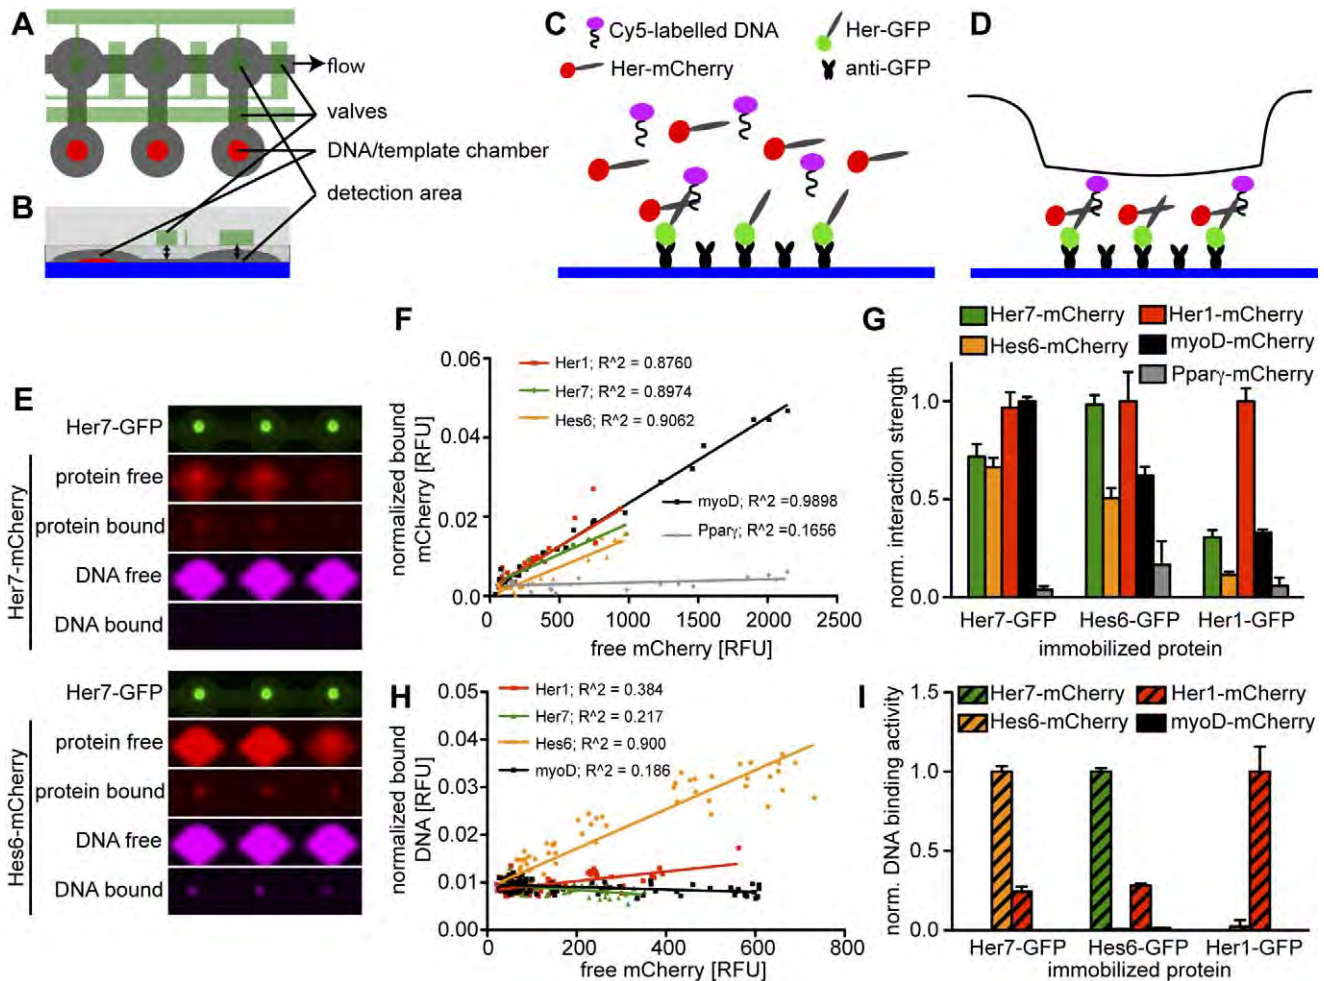 A
flow
valves
DNA/template chamber
detection area
B
C
Cy5-labelled DNA
Her-GFP
Her-mCherry
anti-GFP
D
E
Her7-mCherry
Her7-GFP
protein free
protein bound
DNA free
DNA bound
Hes6-mCherry
Her7-GFP
protein free
protein bound
DNA free
DNA bound
F
normalized bound
mCherry [RFU]
0.06
0.04
0.02
0.00
Her1; R^2 = 0.8760
Her7; R^2 = 0.8974
Hes6; R^2 = 0.9062
myoD; R^2 =0.9898
Pparγ; R^2 =0.1656
0 500 1000 1500 2000 2500
free mCherry [RFU]
G
Her7-mCherry
Her1-mCherry
Hes6-mCherry
myoD-mCherry
Pparγ-mCherry
norm. interaction strength
1.0
0.5
0.0
Her7-GFP Hes6-GFP Her1-GFP
immobilized protein
H
normalized bound
DNA [RFU]
0.05
0.04
0.03
0.02
0.01
0.00
Her1; R^2 = 0.384
Her7; R^2 = 0.217
Hes6; R^2 = 0.900
myoD; R^2 = 0.186
0 200 400 600 800
free mCherry [RFU]
I
norm. DNA binding activity
1.5
1.0
0.5
0.0
Her7-mCherry
Her1-mCherry
Hes6-mCherry
myoD-mCherry
Her7-GFP Hes6-GFP Her1-GFP
immobilized protein